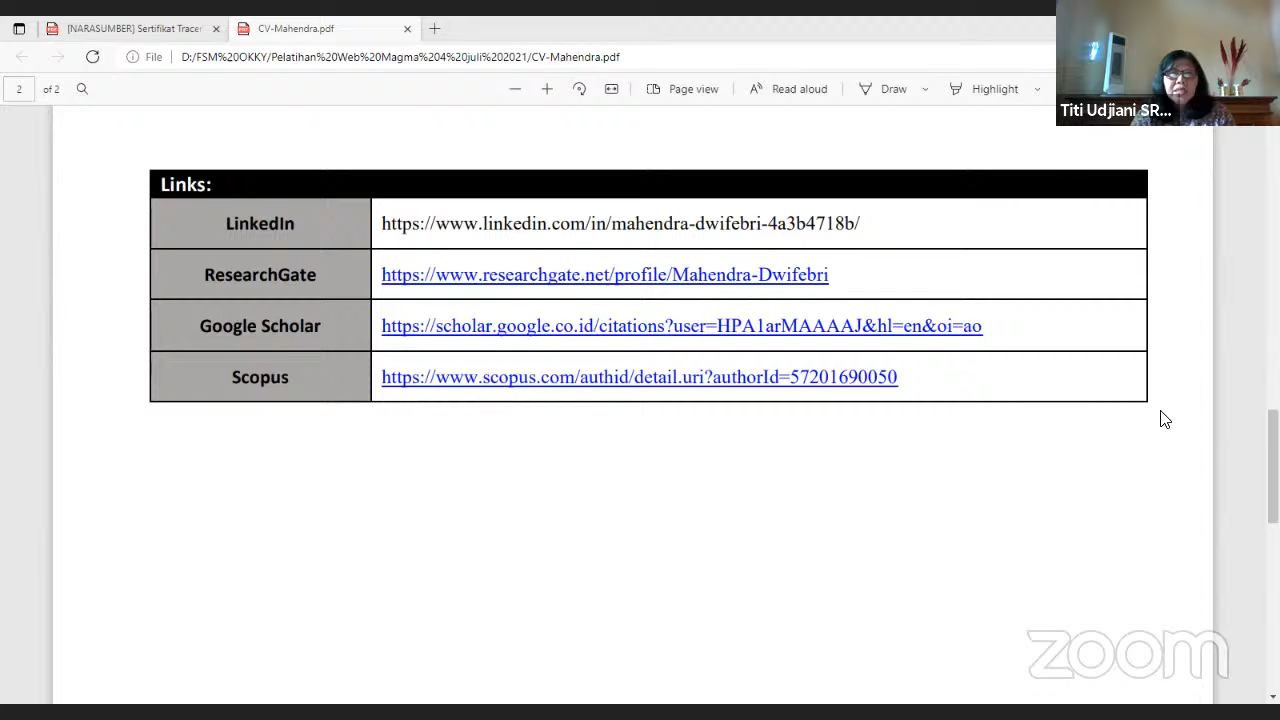 [NARASUMBER] Sertifikat Tracer
CV-Mahendra.pdf
File
D:/FSM%20OKKY/Pelatihan%20Web%20Magma%204%20juli%202021/CV-Mahendra.pdf
2 of 2
Page view
Read aloud
Draw
Highlight
Titi Udjiani SR...
Links:
LinkedIn https://www.linkedin.com/in/mahendra-dwifebri-4a3b4718b/
ResearchGate https://www.researchgate.net/profile/Mahendra-Dwifebri
Google Scholar https://scholar.google.co.id/citations?user=HPA1arMAAAAJ&hl=en&oi=ao
Scopus https://www.scopus.com/authid/detail.uri?authorId=57201690050
zoom